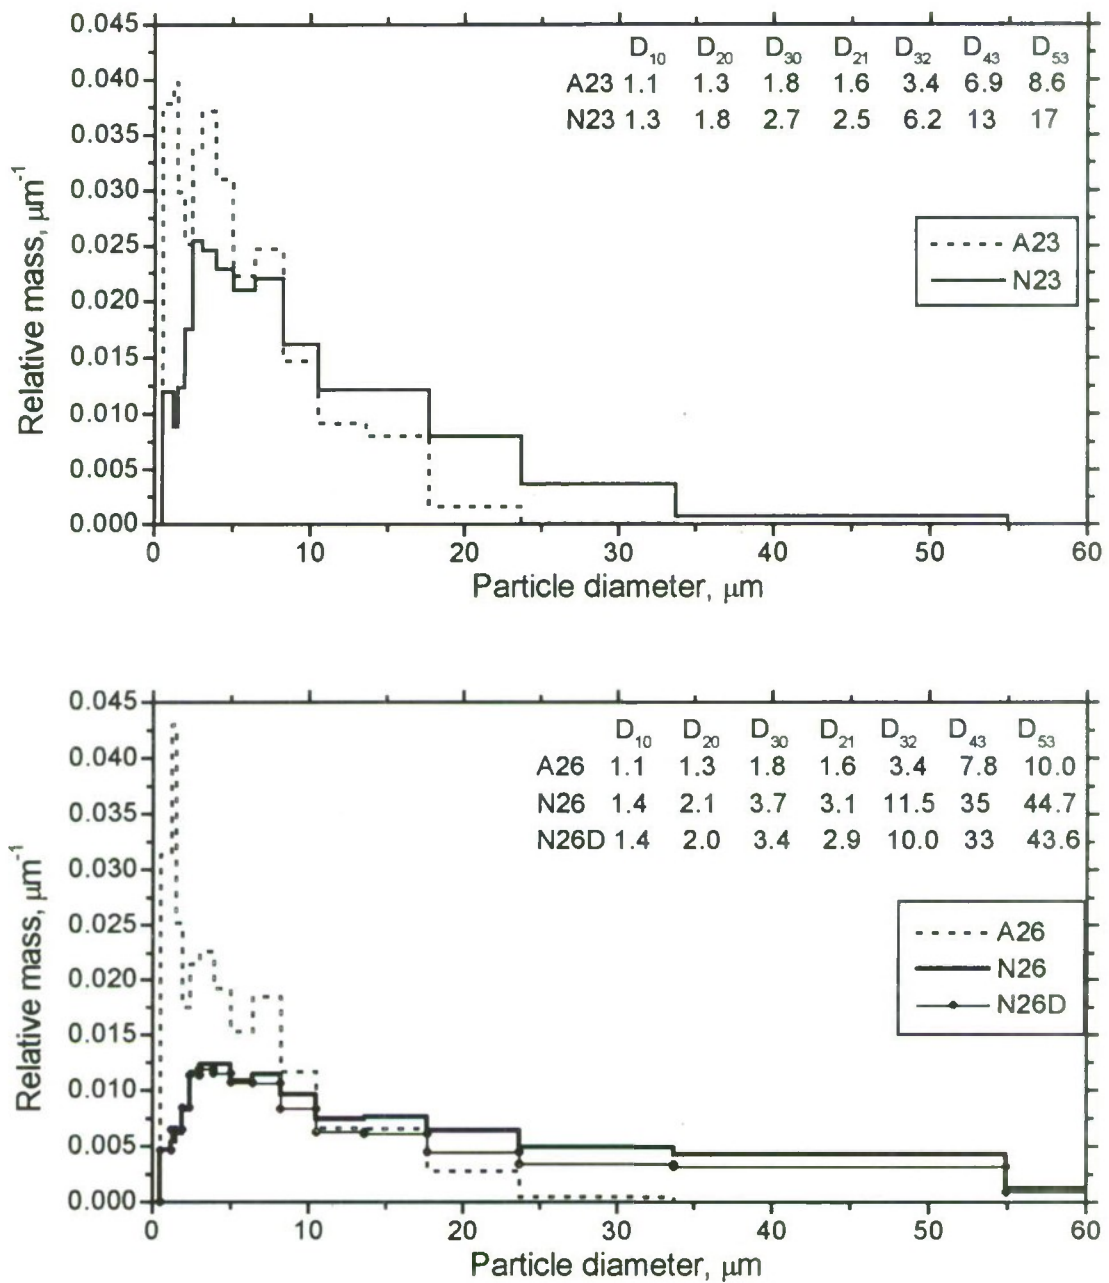 D10 D20 D30 D21 D32 D43 D53
A23 1.1 1.3 1.8 1.6 3.4 6.9 8.6
N23 1.3 1.8 2.7 2.5 6.2 13 17
A23
N23
0.045
0.040
0.035
0.030
0.025
0.020
0.015
0.010
0.005
0.000
Relative mass, μm-1
0 10 20 30 40 50 60
Particle diameter, μm
D10 D20 D30 D21 D32 D43 D53
A26 1.1 1.3 1.8 1.6 3.4 7.8 10.0
N26 1.4 2.1 3.7 3.1 11.5 35 44.7
N26D 1.4 2.0 3.4 2.9 10.0 33 43.6
A26
N26
N26D
0.045
0.040
0.035
0.030
0.025
0.020
0.015
0.010
0.005
0.000
Relative mass, μm-1
0 10 20 30 40 50 60
Particle diameter, μm